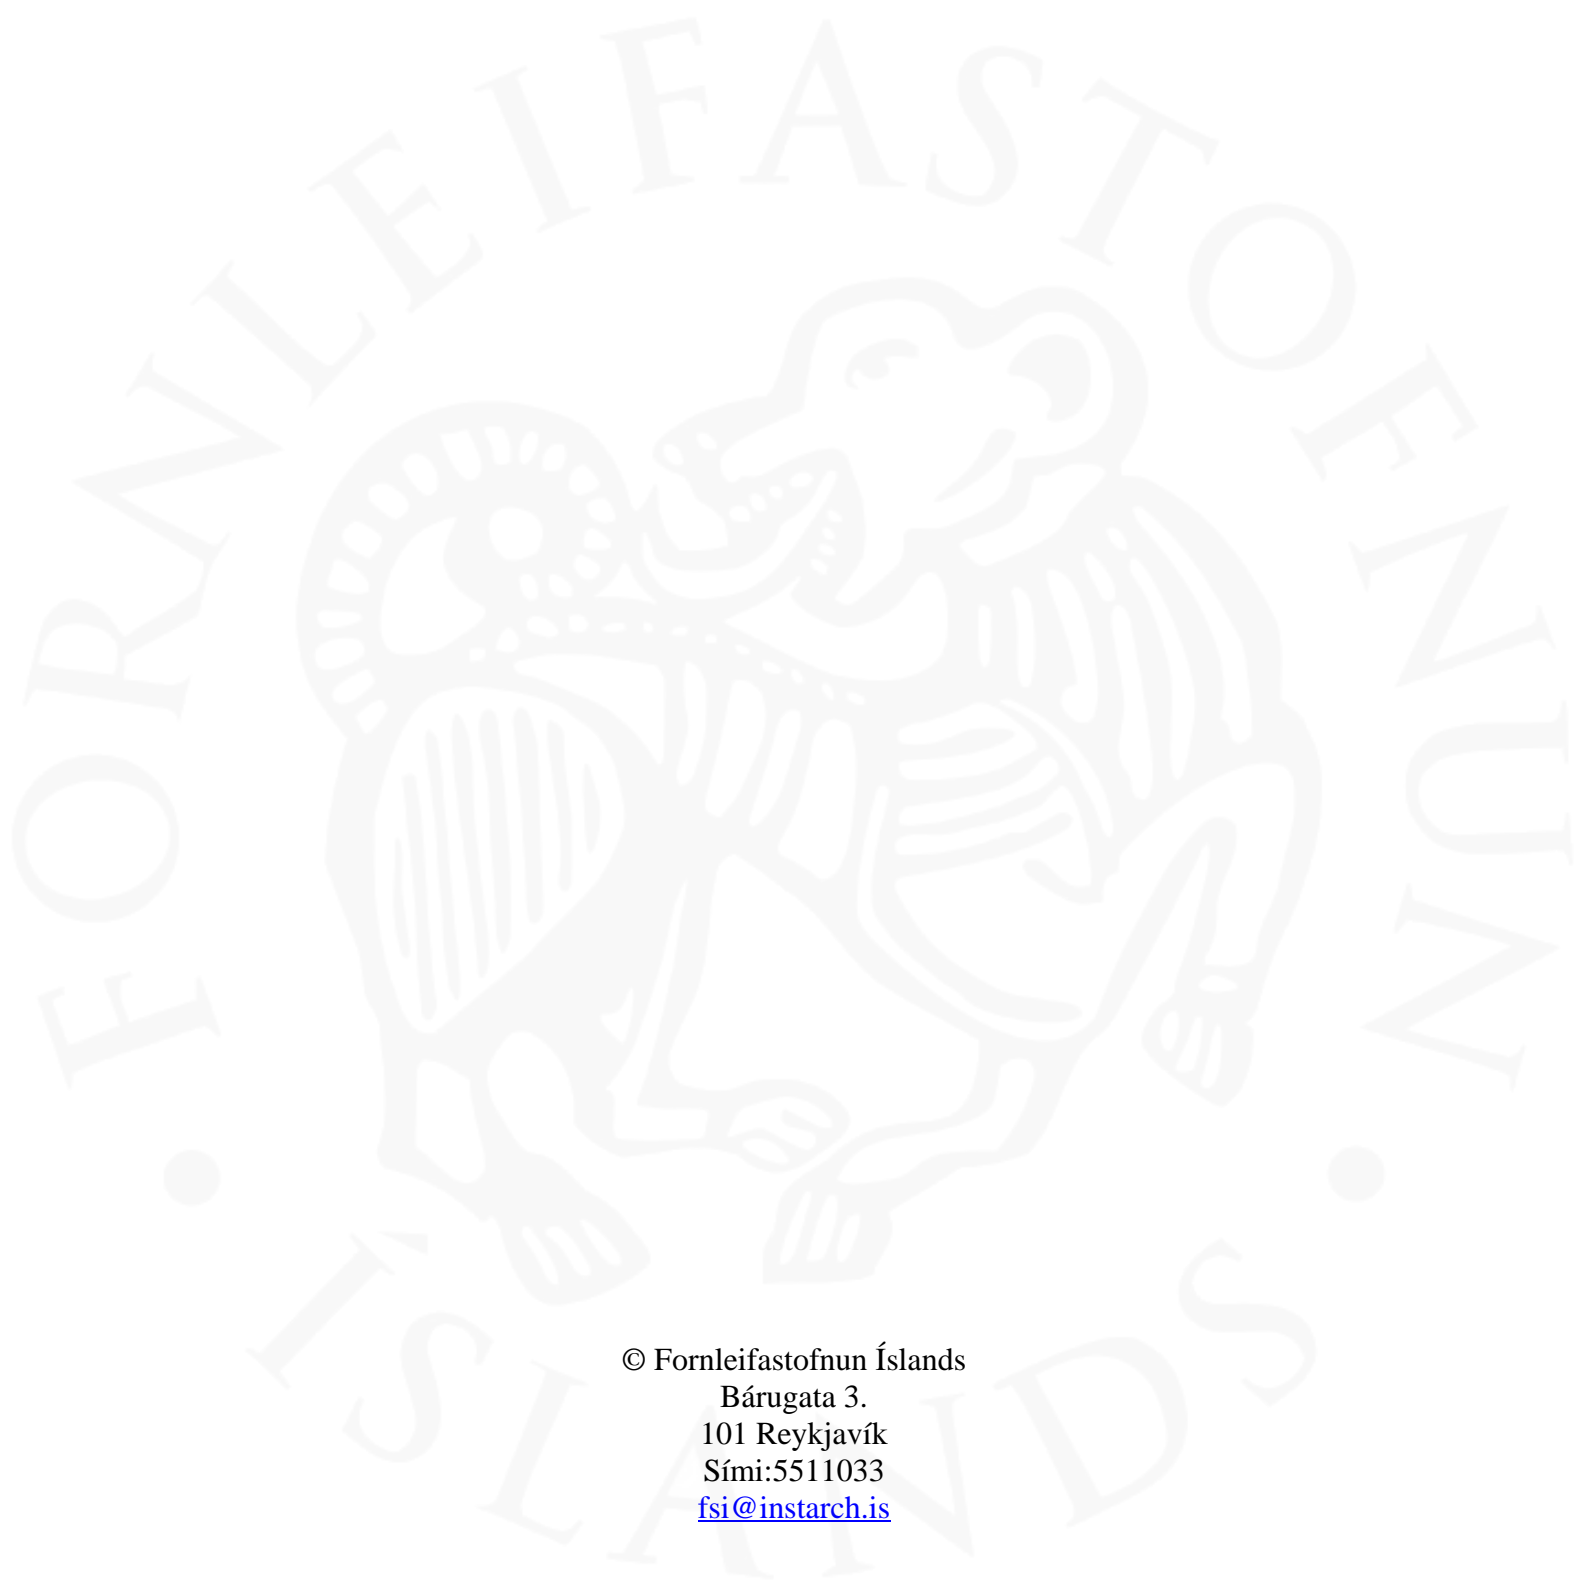 FORNLEIFASTOFNUN
ÍSLANDS
© Fornleifastofnun Íslands
Bárugata 3.
101 Reykjavík
Sími:5511033
fsi@instarch.is